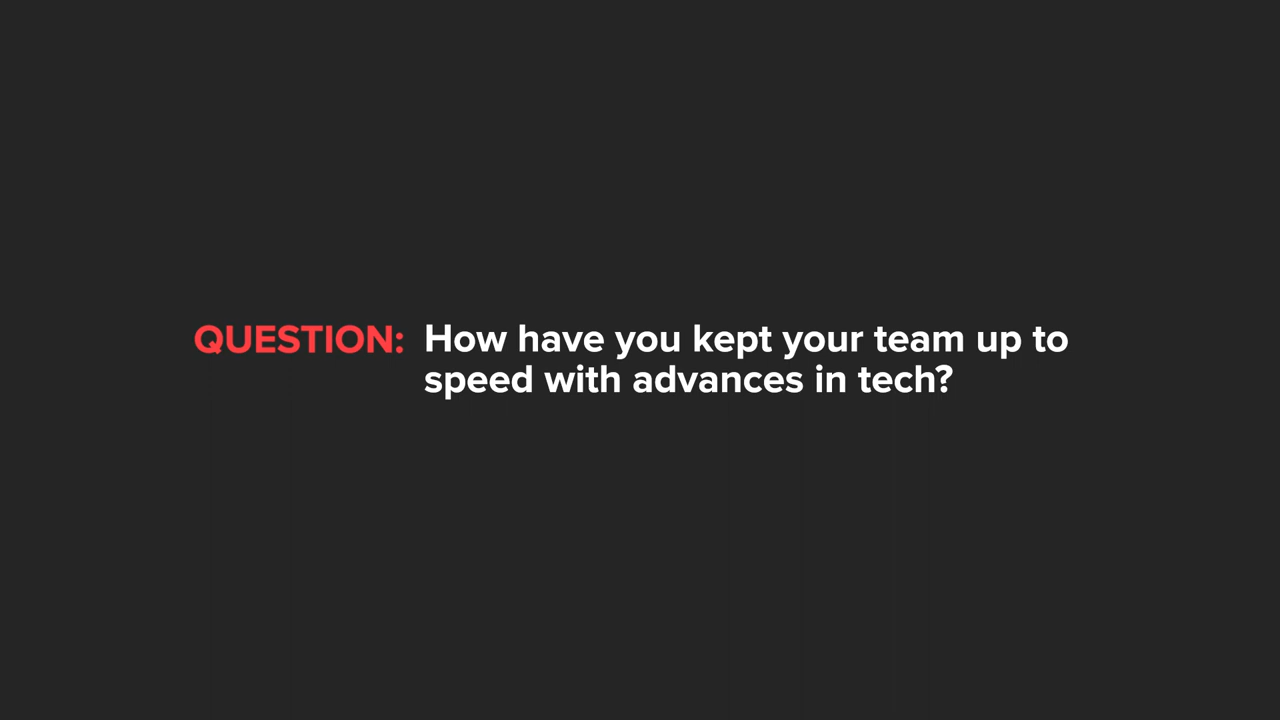 QUESTION: How have you kept your team up to
speed with advances in tech?